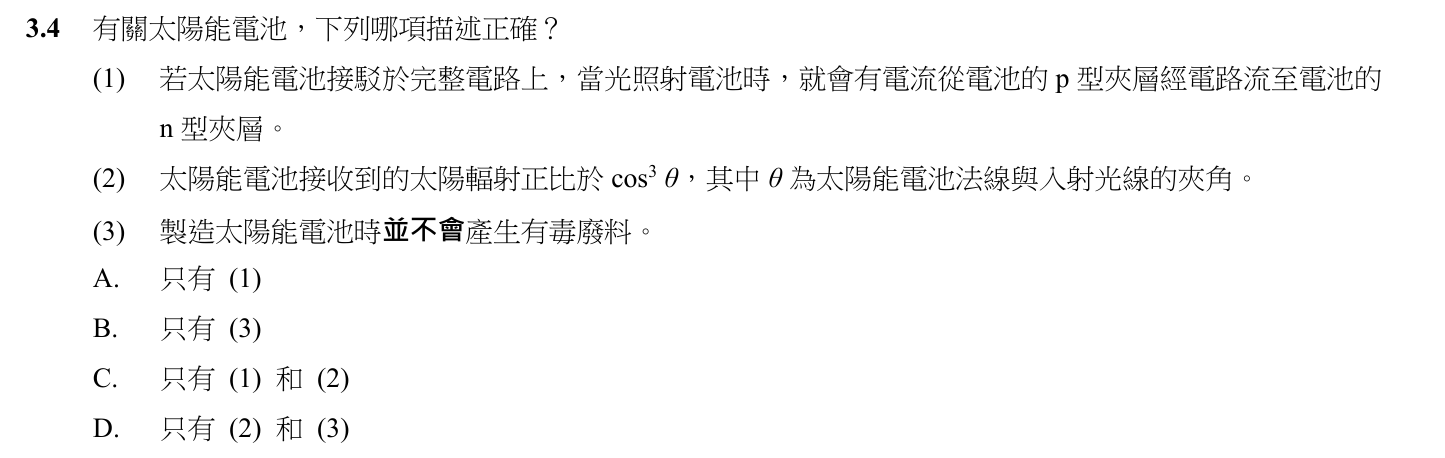 3.4 有關太陽能電池，下列哪項描述正確？
(1) 若太陽能電池接駁於完整電路上，當光照射電池時，就會有電流從電池的 p 型夾層經電路流至電池的
n 型夾層。
(2) 太陽能電池接收到的太陽輻射正比於 cos³ θ，其中 θ 為太陽能電池法線與入射光線的夾角。
(3) 製造太陽能電池時並不會產生有毒廢料。
A. 只有 (1)
B. 只有 (3)
C. 只有 (1) 和 (2)
D. 只有 (2) 和 (3)